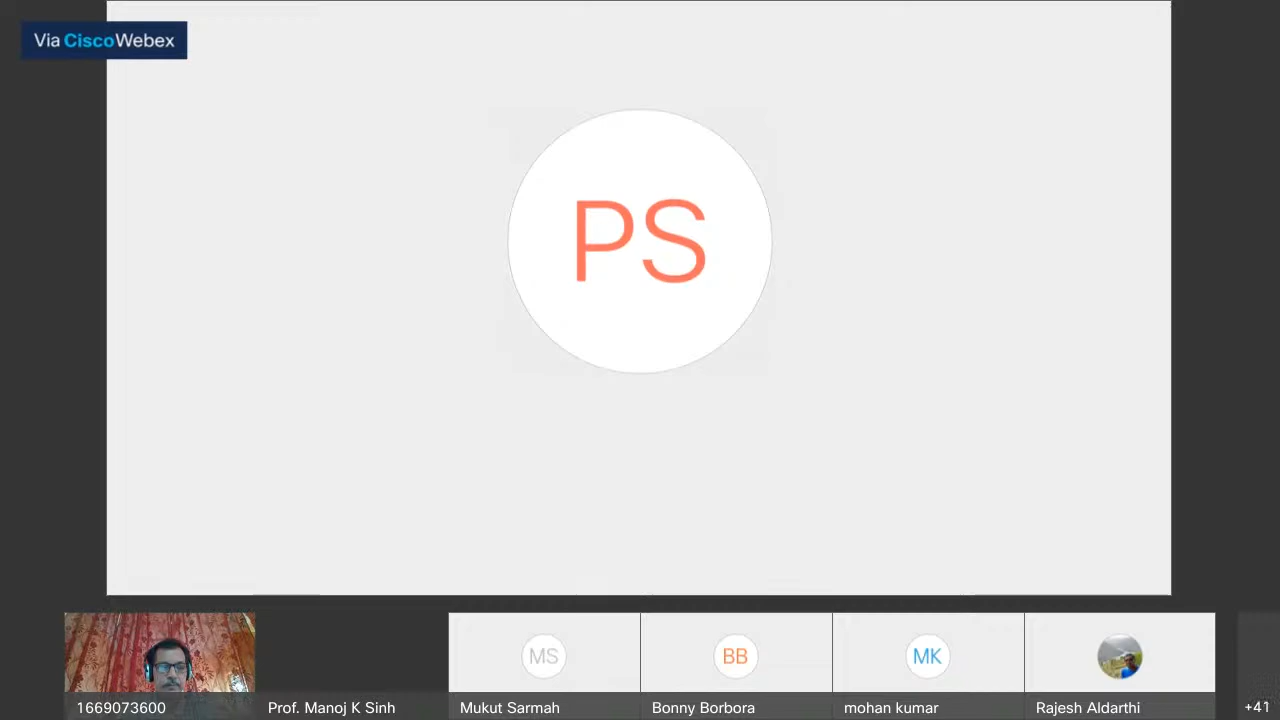 Via CiscoWebex
PS
MS
BB
MK
1669073600
Prof. Manoj K Sinh
Mukut Sarmah
Bonny Borbora
mohan kumar
Rajesh Aldarthi
+41